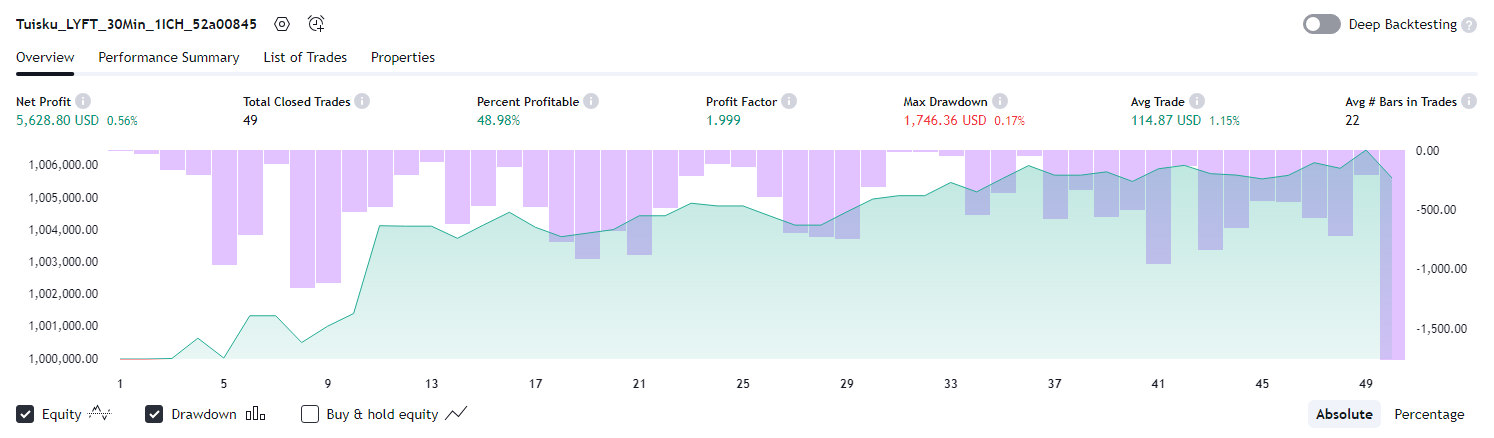 Tuisku_LYFT_30Min_1ICH_52a00845 Deep Backtesting ?
Overview Performance Summary List of Trades Properties
Net Profit i Total Closed Trades i Percent Profitable i Profit Factor i Max Drawdown i Avg Trade i Avg # Bars in Trades i
5,628.80 USD 0.56% 49 48.98% 1.999 1,746.36 USD 0.17% 114.87 USD 1.15% 22
0.00
1,006,000.00
1,005,000.00
-500.00
1,004,000.00
1,003,000.00
-1,000.00
1,002,000.00
1,001,000.00
-1,500.00
1,000,000.00
1 5 9 13 17 21 25 29 33 37 41 45 49
Equity Drawdown Buy & hold equity Absolute Percentage